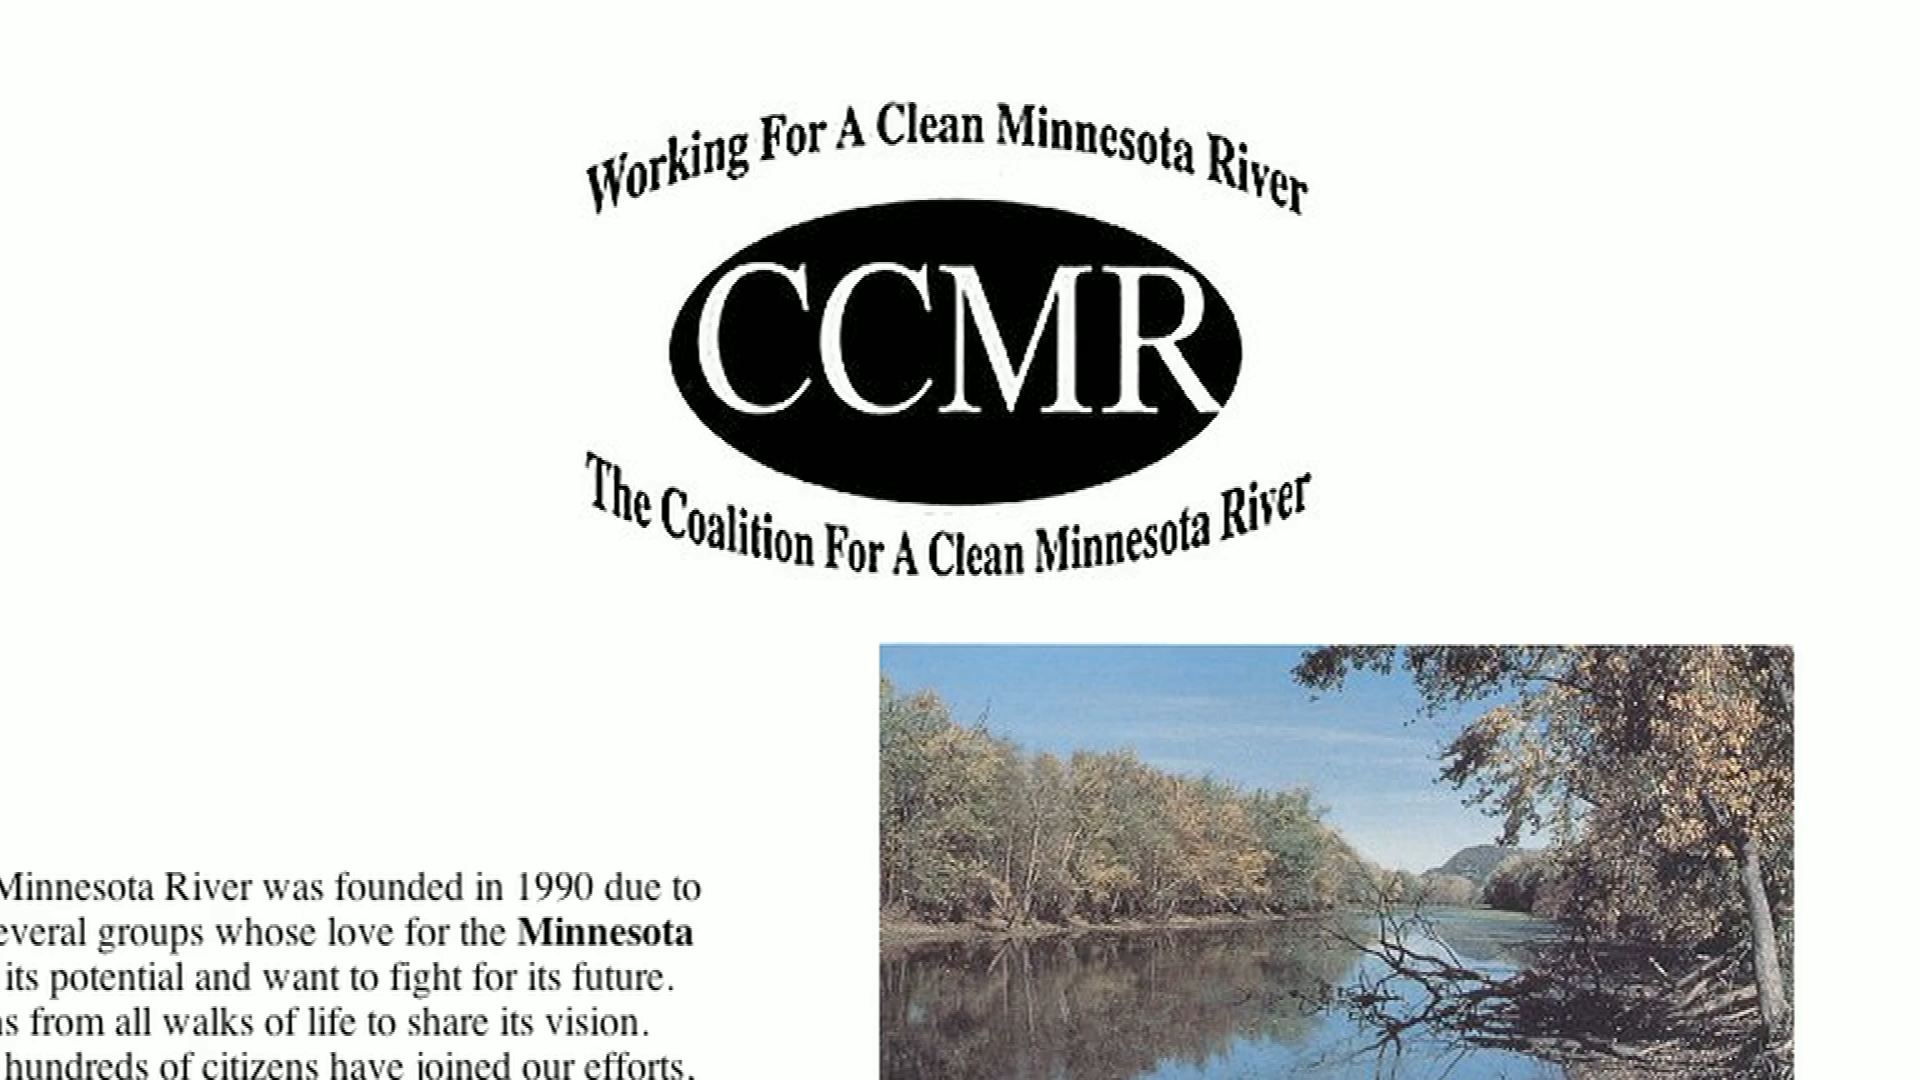 Working For A Clean Minnesota River
CCMR
The Coalition For A Clean Minnesota River
Minnesota River was founded in 1990 due to
several groups whose love for the Minnesota
its potential and want to fight for its future.
from all walks of life to share its vision.
hundreds of citizens have joined our efforts.